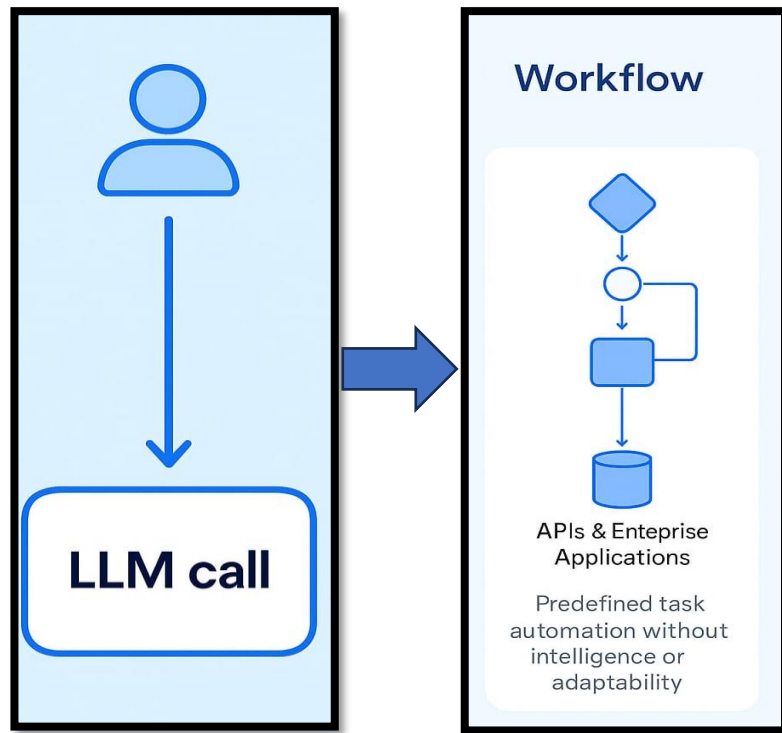 LLM call
Workflow
APIs & Enteprise
Applications
Predefined task
automation without
intelligence or
adaptability